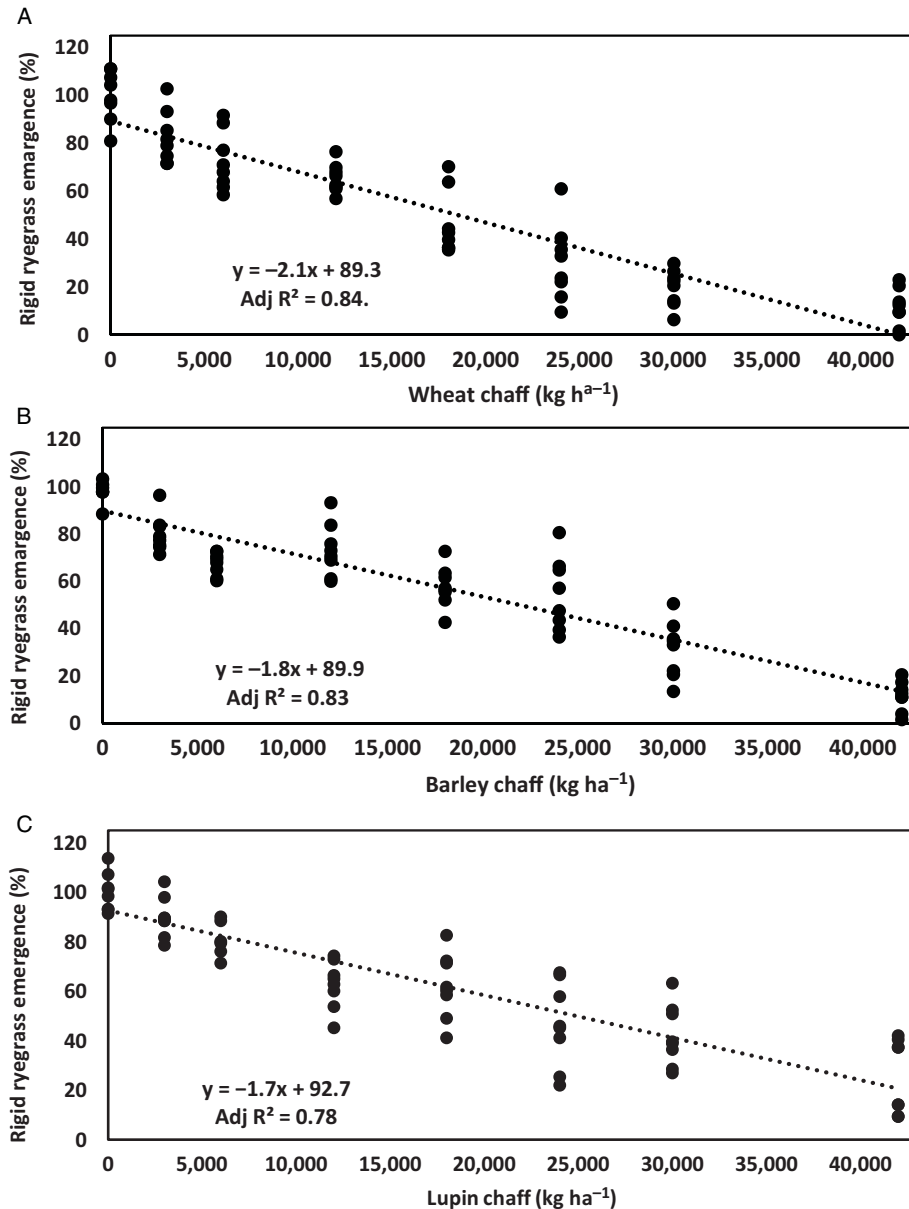 A
Rigid ryegrass emargence (%)
120
100
80
60
40
20
0
y = −2.1x + 89.3
Adj R² = 0.84.
0 5,000 10,000 15,000 20,000 25,000 30,000 35,000 40,000
Wheat chaff (kg hᵃ⁻¹)
B
Rigid ryegrass emargence (%)
120
100
80
60
40
20
0
y = −1.8x + 89.9
Adj R² = 0.83
0 5,000 10,000 15,000 20,000 25,000 30,000 35,000 40,000
Barley chaff (kg ha⁻¹)
C
Rigid ryegrass emergence (%)
120
100
80
60
40
20
0
y = −1.7x + 92.7
Adj R² = 0.78
0 5,000 10,000 15,000 20,000 25,000 30,000 35,000 40,000
Lupin chaff (kg ha⁻¹)